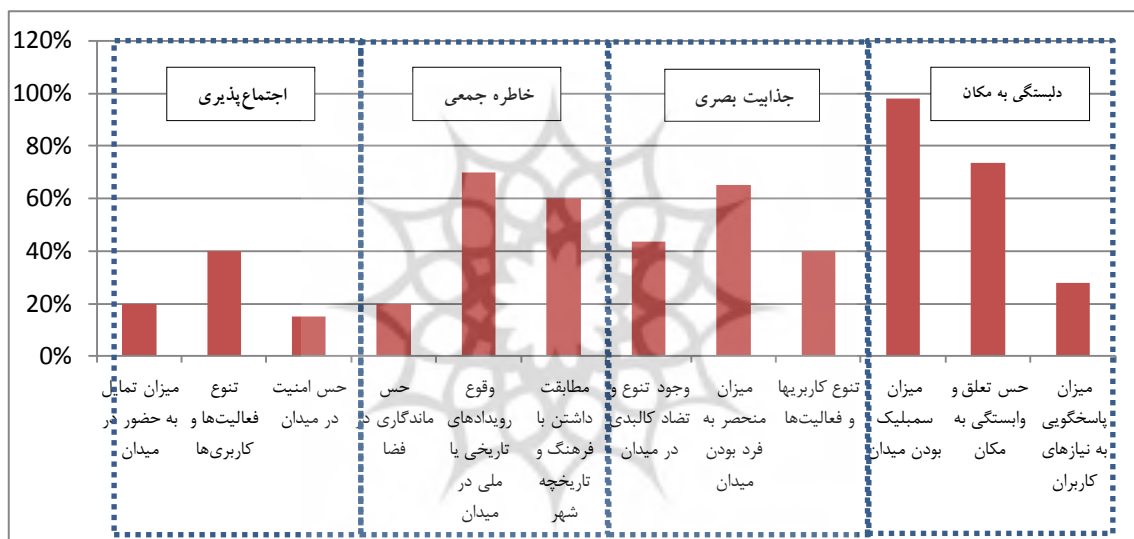 120%
100%
80%
60%
40%
20%
0%
اجتماع‌پذیری
خاطره جمعی
جذابیت بصری
دلبستگی به مکان
میزان تمایل
به حضور در
میدان
تنوع
فعالیت‌ها و
کاربری‌ها
حس امنیت
در میدان
حس
ماندگاری در
فضا
وقوع
رویدادهای
تاریخی یا
ملی در
میدان
مطابقت
داشتن با
فرهنگ و
تاریخچه
شهر
وجود تنوع و
تضاد کالبدی
در میدان
میزان
منحصر به
فرد بودن
میدان
تنوع کاربریها
و فعالیت‌ها
میزان
سمبلیک
بودن میدان
حس تعلق و
وابستگی به
مکان
میزان
پاسخگویی
به نیازهای
کاربران